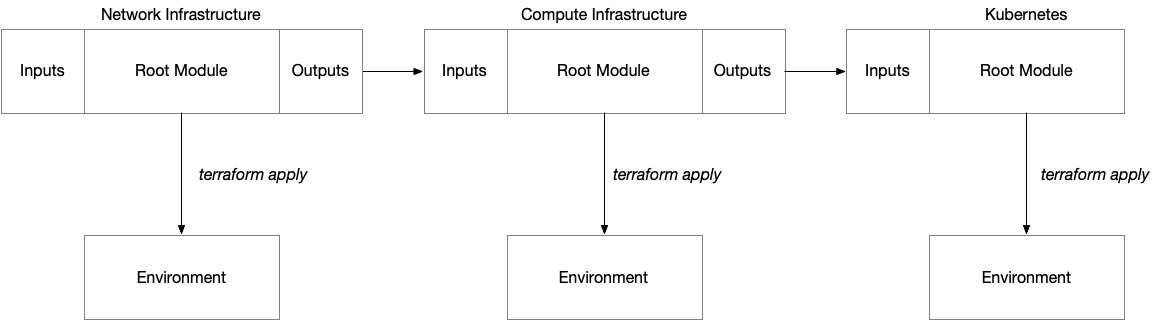 Network Infrastructure
Compute Infrastructure
Kubernetes
Inputs
Root Module
Outputs
Inputs
Root Module
Outputs
Inputs
Root Module
terraform apply
terraform apply
terraform apply
Environment
Environment
Environment